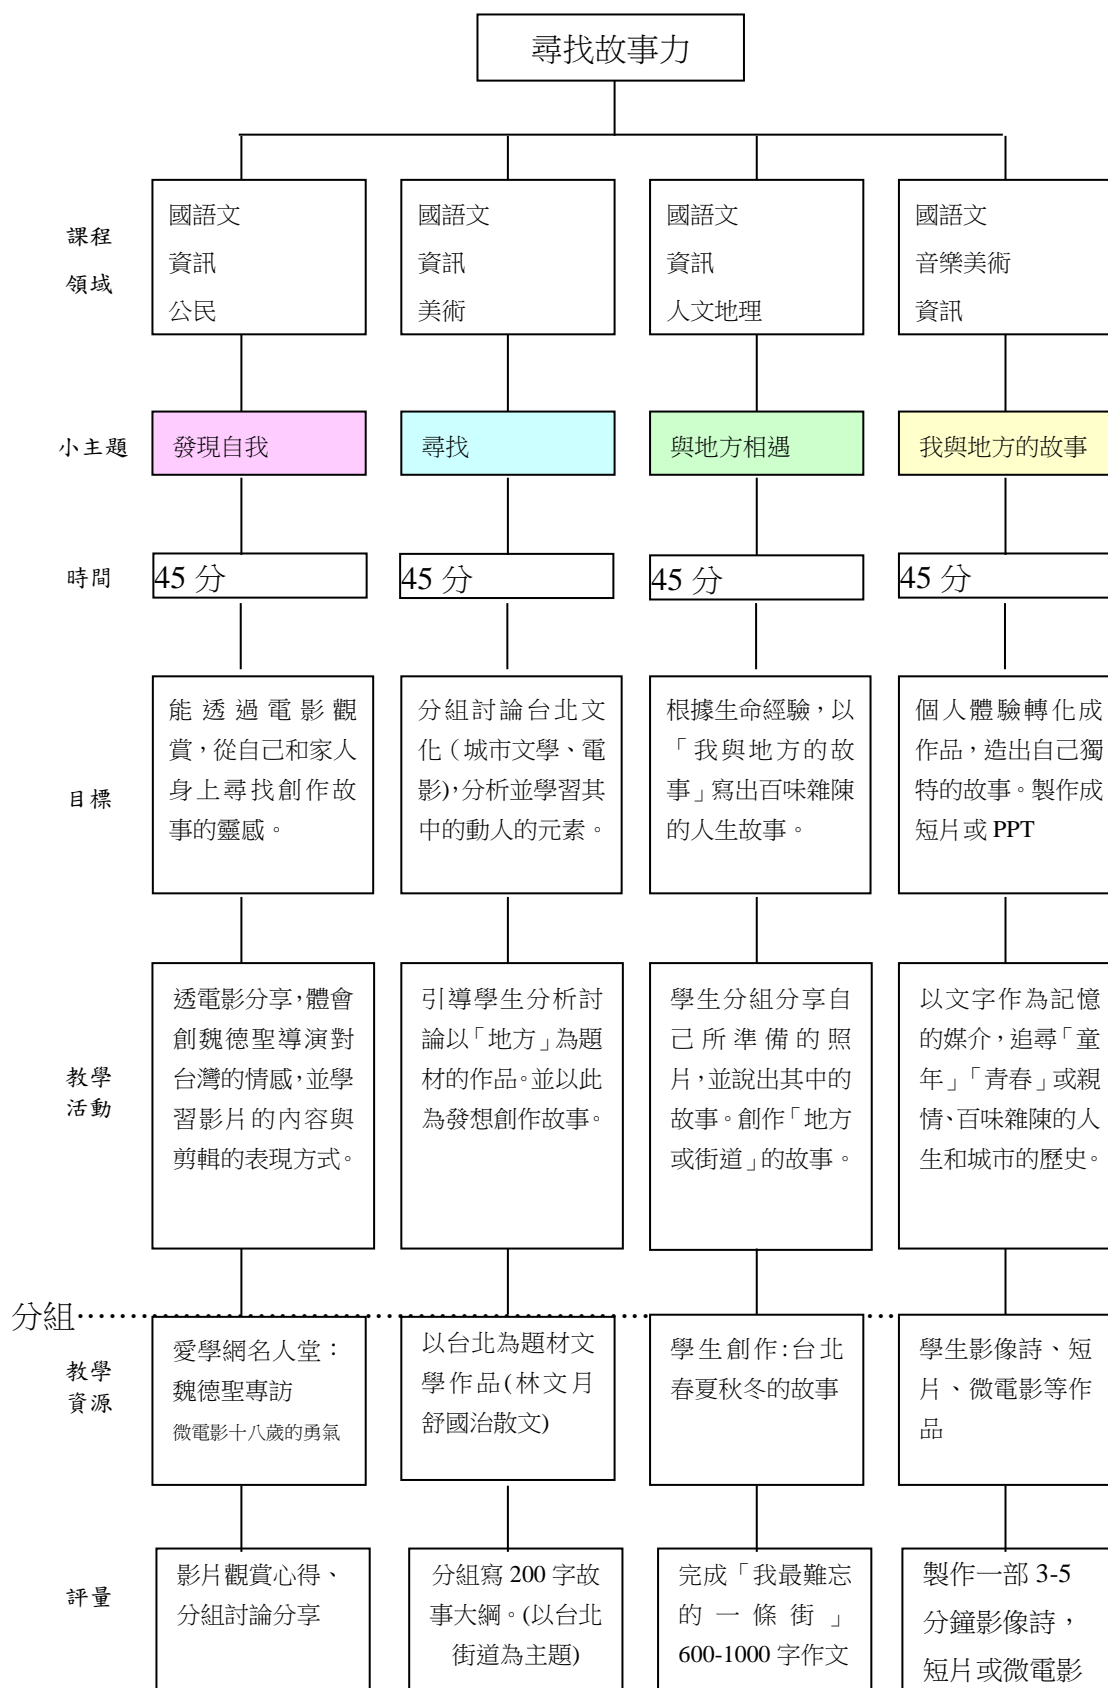 尋找故事力
課程
領域
國語文
資訊
公民
國語文
資訊
美術
國語文
資訊
人文地理
國語文
音樂美術
資訊
小主題
發現自我
尋找
與地方相遇
我與地方的故事
時間
45 分
45 分
45 分
45 分
目標
能透過電影觀
賞，從自己和家人
身上尋找創作故
事的靈感。
分組討論台北文
化（城市文學、電
影)，分析並學習其
中的動人的元素。
根據生命經驗，以
「我與地方的故
事」寫出百味雜陳
的人生故事。
個人體驗轉化成
作品，造出自己獨
特的故事。製作成
短片或 PPT
教學
活動
透電影分享，體會
創魏德聖導演對
台灣的情感，並學
習影片的內容與
剪輯的表現方式。
引導學生分析討
論以「地方」為題
材的作品。並以此
為發想創作故事。
學生分組分享自
己所準備的照
片，並說出其中的
故事。創作「地方
或街道」的故事。
以文字作為記憶
的媒介，追尋「童
年」「青春」或親
情、百味雜陳的人
生和城市的歷史。
分組
教學
資源
愛學網名人堂：
魏德聖專訪
微電影十八歲的勇氣
以台北為題材文
學作品(林文月
舒國治散文)
學生創作:台北
春夏秋冬的故事
學生影像詩、短
片、微電影等作
品
評量
影片觀賞心得、
分組討論分享
分組寫 200 字故
事大綱。(以台北
街道為主題)
完成「我最難忘
的一條街」
600-1000 字作文
製作一部 3-5
分鐘影像詩，
短片或微電影